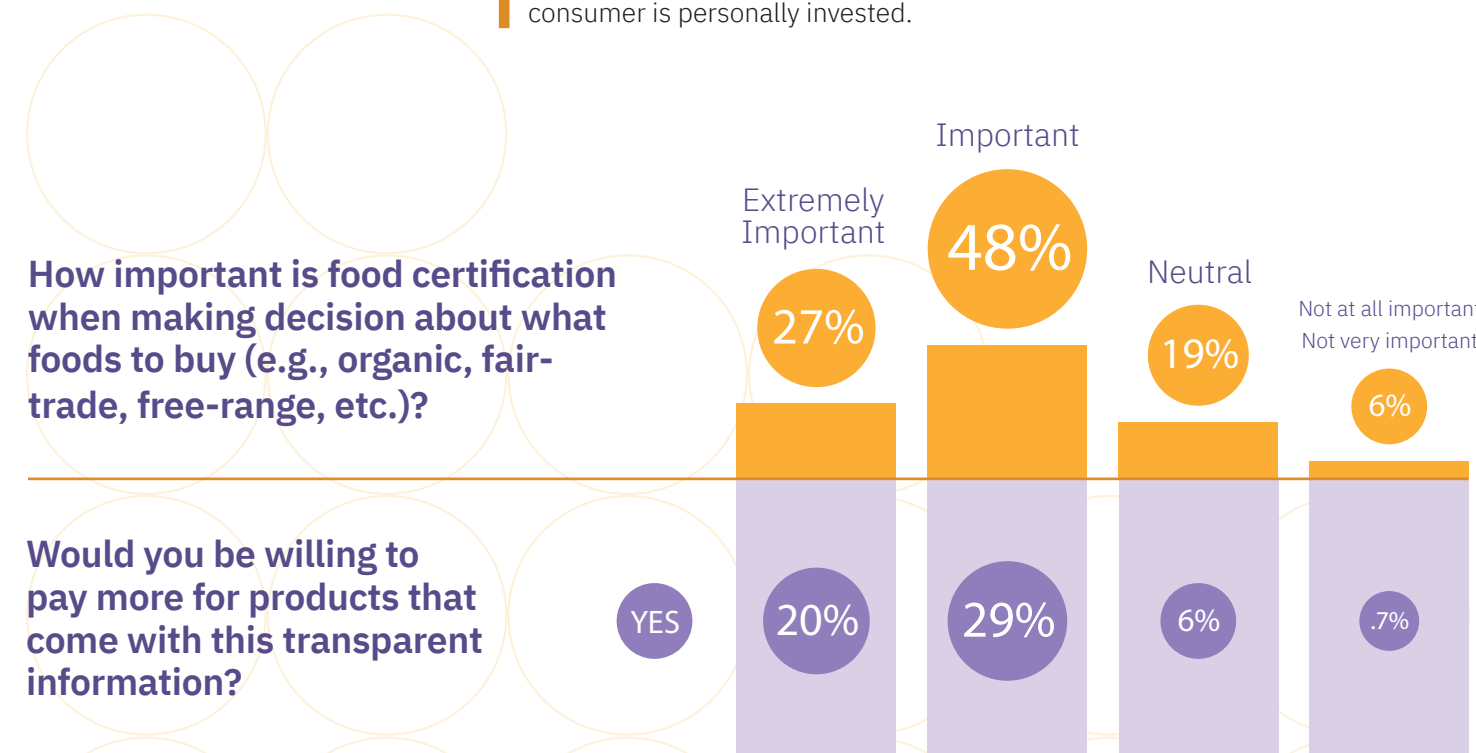 consumer is personally invested.
Important
Extremely
Important
48%
How important is food certification
when making decision about what
foods to buy (e.g., organic, fair-
trade, free-range, etc.)?
27%
Neutral
19%
Not at all important
Not very important
6%
Would you be willing to
pay more for products that
come with this transparent
information?
YES
20%
29%
6%
.7%